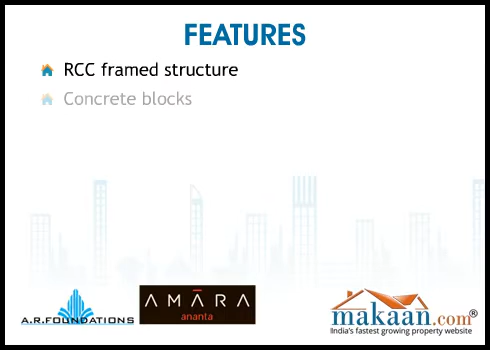 FEATURES
RCC framed structure
Concrete blocks
A.R.FOUNDATIONS
AMĀRA
ananta
makaan.com®
India's fastest growing property website